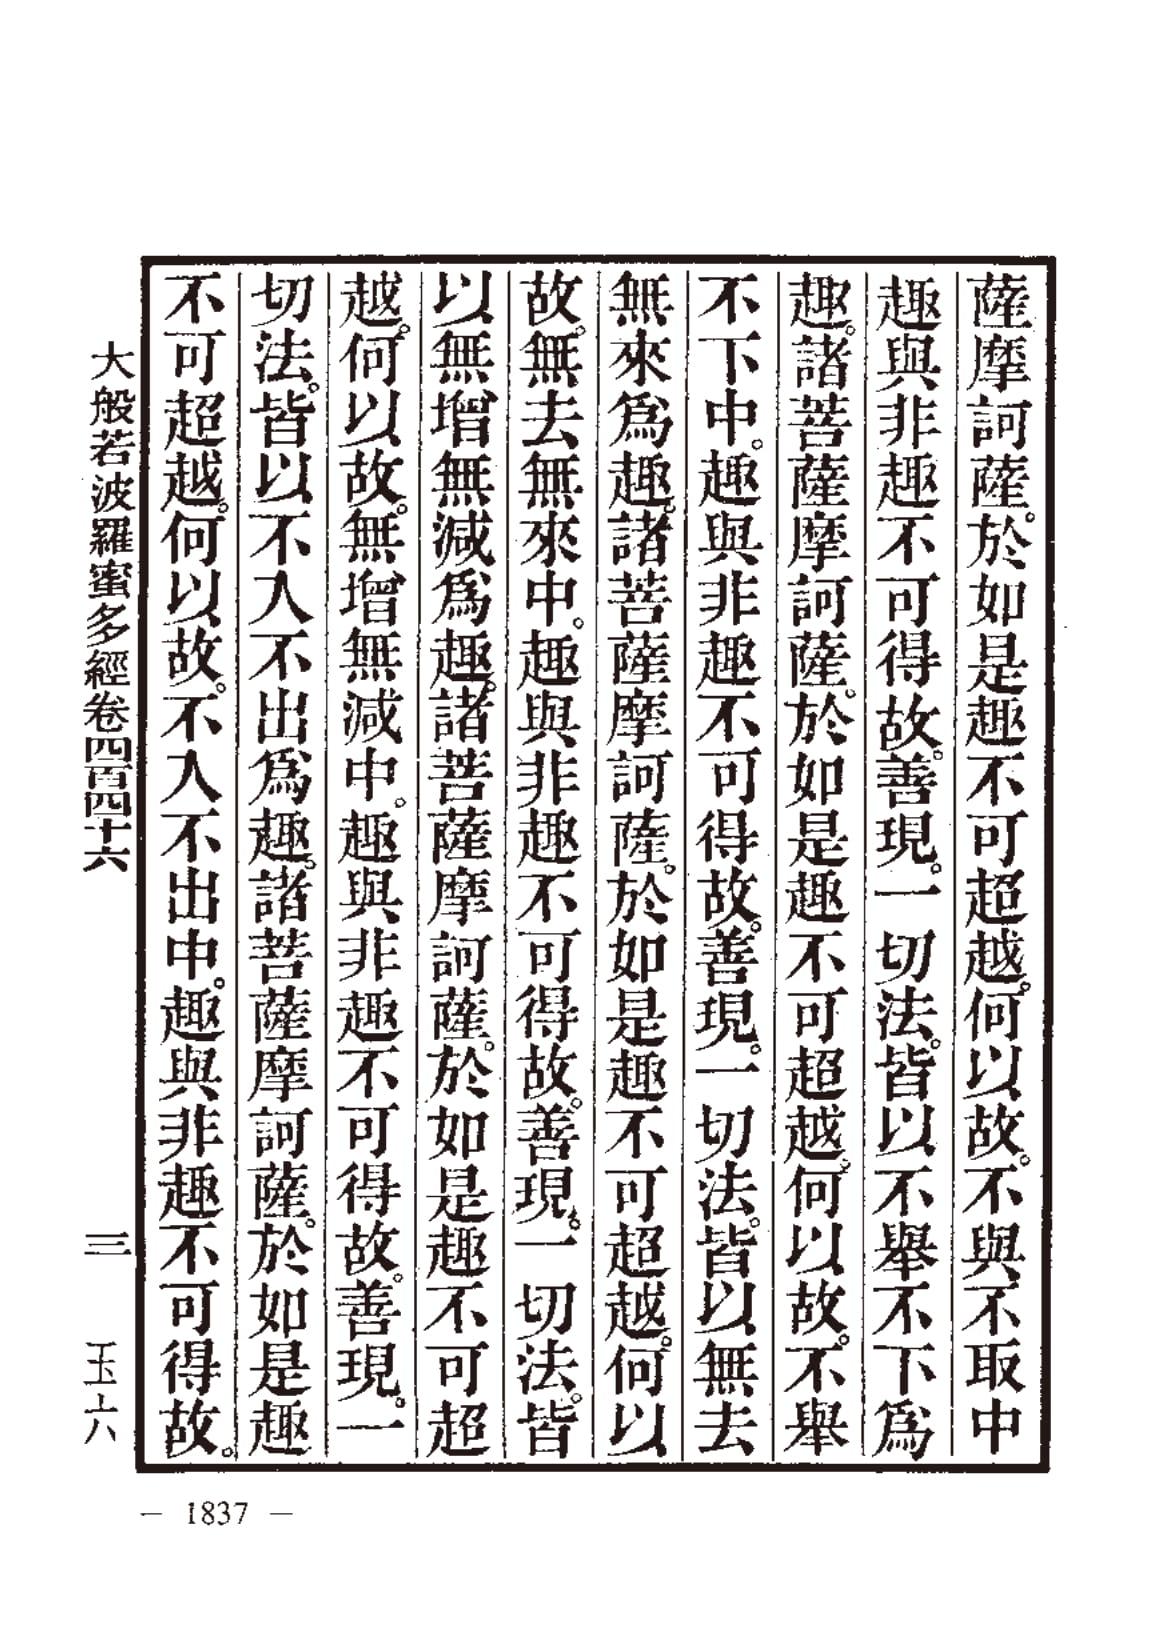 薩摩訶薩。於如是趣不可超越。何以故。不與不取中
趣與非趣不可得故。善現。一切法。皆以不舉不下爲
趣。諸菩薩摩訶薩。於如是趣不可超越。何以故。不舉
不下中。趣與非趣不可得故。善現。一切法。皆以無去
無來爲趣。諸菩薩摩訶薩。於如是趣不可超越。何以
故。無去無來中。趣與非趣不可得故。善現。一切法。皆
以無增無減爲趣。諸菩薩摩訶薩。於如是趣不可超
越。何以故。無增無減中。趣與非趣不可得故。善現。一
切法。皆以不入不出爲趣。諸菩薩摩訶薩。於如是趣
不可超越。何以故。不入不出中。趣與非趣不可得故。
大般若波羅蜜多經卷四百四十六 三 玉六
— 1837 —